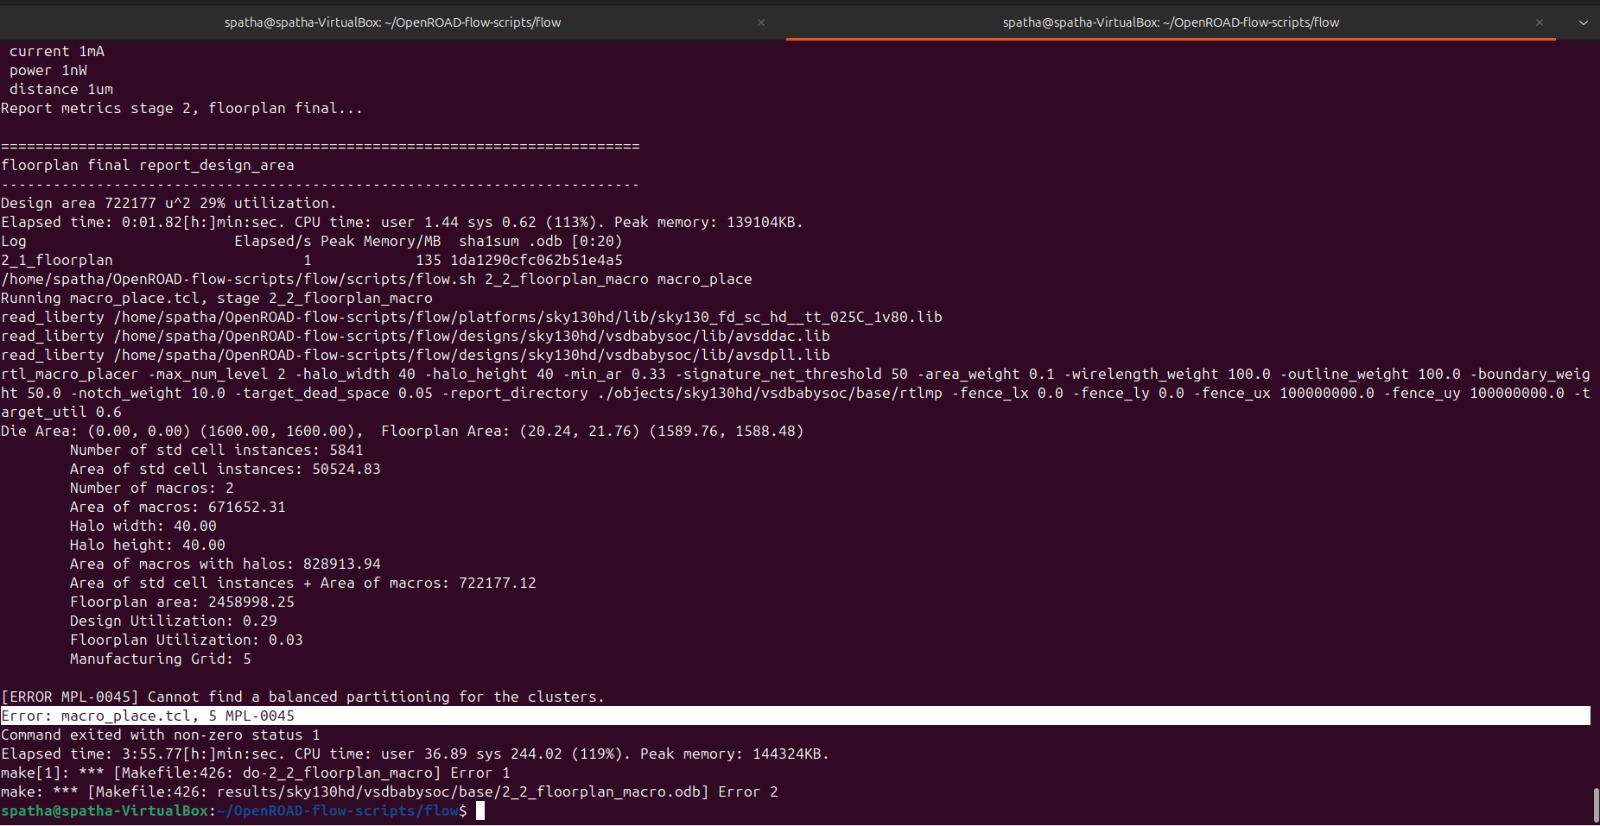 spatha@spatha-VirtualBox: ~/OpenROAD-flow-scripts/flow
spatha@spatha-VirtualBox: ~/OpenROAD-flow-scripts/flow
current 1mA
power 1nW
distance 1um
Report metrics stage 2, floorplan final...
==========================================================================
floorplan final report_design_area
--------------------------------------------------------------------------
Design area 722177 u^2 29% utilization.
Elapsed time: 0:01.82[h:]min:sec. CPU time: user 1.44 sys 0.62 (113%). Peak memory: 139104KB.
Log                        Elapsed/s Peak Memory/MB  sha1sum .odb [0:20)
2_1_floorplan                      1            135 1da1290cfc062b51e4a5
/home/spatha/OpenROAD-flow-scripts/flow/scripts/flow.sh 2_2_floorplan_macro macro_place
Running macro_place.tcl, stage 2_2_floorplan_macro
read_liberty /home/spatha/OpenROAD-flow-scripts/flow/platforms/sky130hd/lib/sky130_fd_sc_hd__tt_025C_1v80.lib
read_liberty /home/spatha/OpenROAD-flow-scripts/flow/designs/sky130hd/vsdbabysoc/lib/avsddac.lib
read_liberty /home/spatha/OpenROAD-flow-scripts/flow/designs/sky130hd/vsdbabysoc/lib/avsdpll.lib
rtl_macro_placer -max_num_level 2 -halo_width 40 -halo_height 40 -min_ar 0.33 -signature_net_threshold 50 -area_weight 0.1 -wirelength_weight 100.0 -outline_weight 100.0 -boundary_weig
ht 50.0 -notch_weight 10.0 -target_dead_space 0.05 -report_directory ./objects/sky130hd/vsdbabysoc/base/rtlmp -fence_lx 0.0 -fence_ly 0.0 -fence_ux 100000000.0 -fence_uy 100000000.0 -t
arget_util 0.6
Die Area: (0.00, 0.00) (1600.00, 1600.00),  Floorplan Area: (20.24, 21.76) (1589.76, 1588.48)
Number of std cell instances: 5841
Area of std cell instances: 50524.83
Number of macros: 2
Area of macros: 671652.31
Halo width: 40.00
Halo height: 40.00
Area of macros with halos: 828913.94
Area of std cell instances + Area of macros: 722177.12
Floorplan area: 2458998.25
Design Utilization: 0.29
Floorplan Utilization: 0.03
Manufacturing Grid: 5
[ERROR MPL-0045] Cannot find a balanced partitioning for the clusters.
Error: macro_place.tcl, 5 MPL-0045
Command exited with non-zero status 1
Elapsed time: 3:55.77[h:]min:sec. CPU time: user 36.89 sys 244.02 (119%). Peak memory: 144324KB.
make[1]: *** [Makefile:426: do-2_2_floorplan_macro] Error 1
make: *** [Makefile:426: results/sky130hd/vsdbabysoc/base/2_2_floorplan_macro.odb] Error 2
spatha@spatha-VirtualBox:~/OpenROAD-flow-scripts/flow$